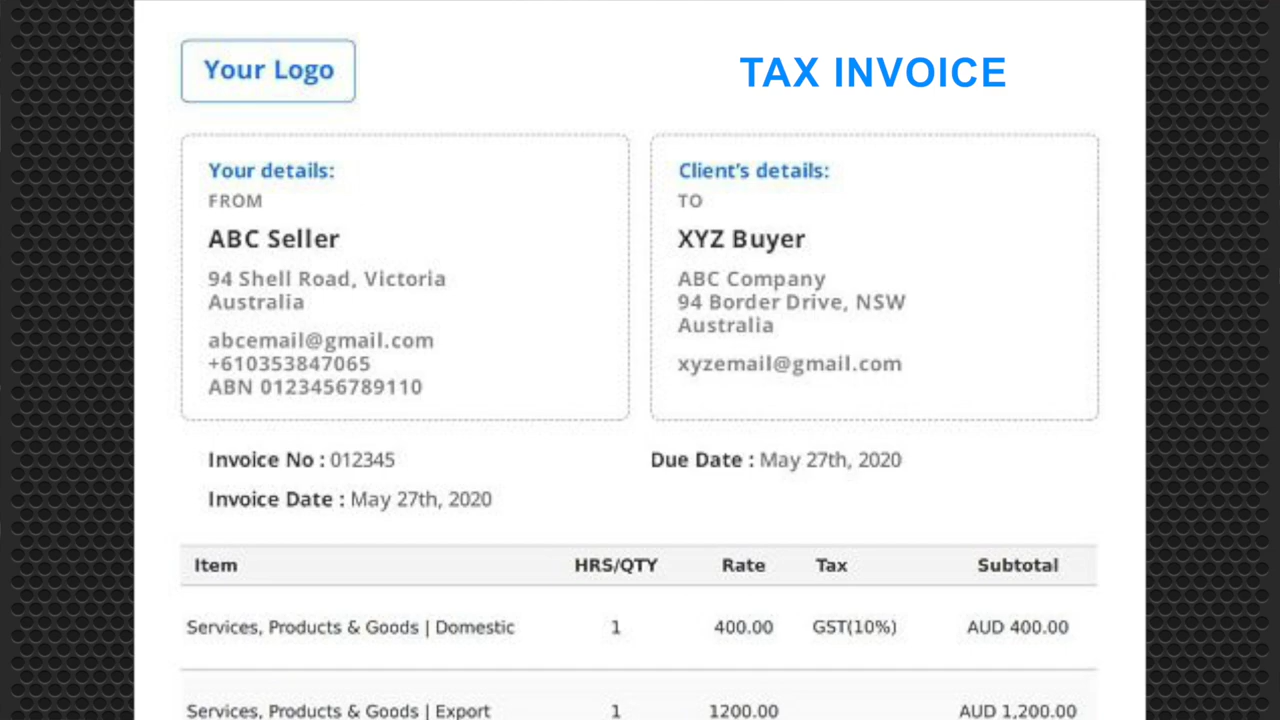 Your Logo
TAX INVOICE
Your details:
FROM
ABC Seller
94 Shell Road, Victoria
Australia
abcemail@gmail.com
+610353847065
ABN 0123456789110
Client's details:
TO
XYZ Buyer
ABC Company
94 Border Drive, NSW
Australia
xyzemail@gmail.com
Invoice No : 012345
Due Date : May 27th, 2020
Invoice Date : May 27th, 2020
Item HRS/QTY Rate Tax Subtotal
Services, Products & Goods | Domestic 1 400.00 GST(10%) AUD 400.00
Services, Products & Goods | Export 1 1200.00 AUD 1,200.00